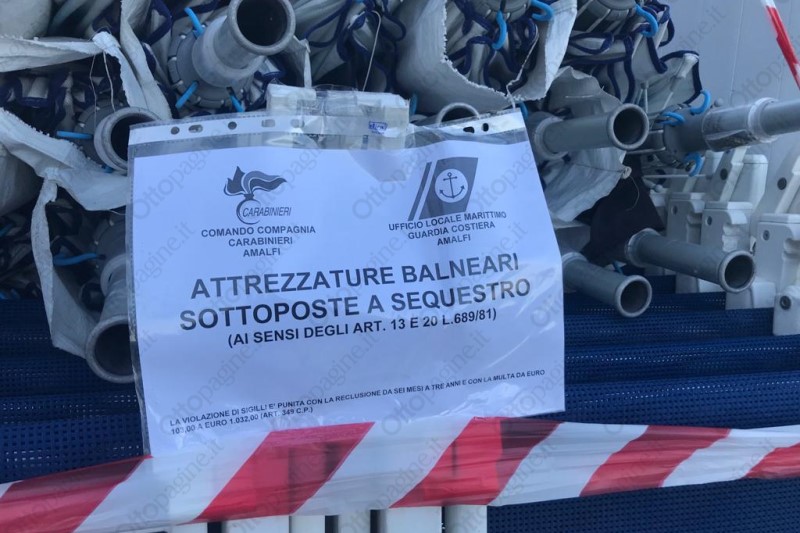 CARABINIERI
COMANDO COMPAGNIA
CARABINIERI
AMALFI
UFFICIO LOCALE MARITTIMO
GUARDIA COSTIERA
AMALFI
ATTREZZATURE BALNEARI
SOTTOPOSTE A SEQUESTRO
(AI SENSI DEGLI ART. 13 E 20 L.689/81)
LA VIOLAZIONE DI SIGILLI E' PUNITA CON LA RECLUSIONE DA SEI MESI A TRE ANNI E CON LA MULTA DA EURO
103,00 A EURO 1.032,00 (ART. 349 C.P.)
Ottopagine.it